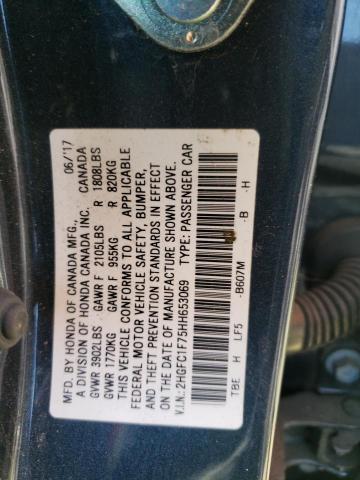 MFD. BY HONDA OF CANADA MFG., 06/'17
A DIVISION OF HONDA CANADA INC. CANADA
GVWR 3902LBS GAWR F 2105LBS R 1808LBS
GVWR 1770KG GAWR F 955KG R 820KG
THIS VEHICLE CONFORMS TO ALL APPLICABLE
FEDERAL MOTOR VEHICLE SAFETY, BUMPER,
AND THEFT PREVENTION STANDARDS IN EFFECT
ON THE DATE OF MANUFACTURE SHOWN ABOVE.
V.I.N.:2HGFC1F75HH653069 TYPE: PASSENGER CAR
-B607M -B -H
TBE H LF5